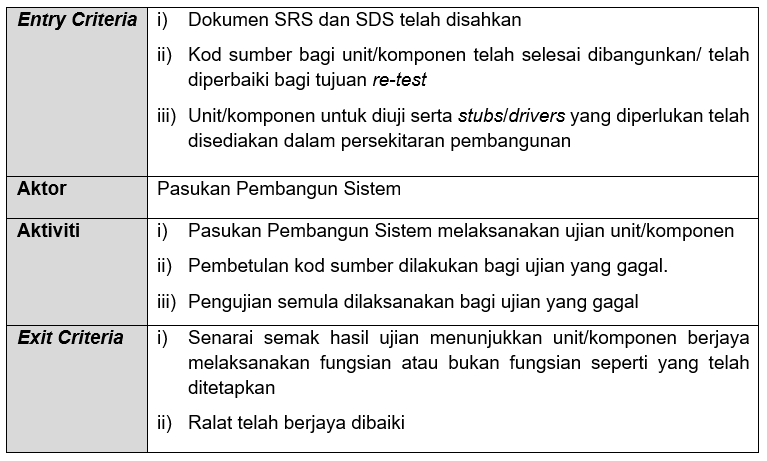 Entry Criteria
i) Dokumen SRS dan SDS telah disahkan
ii) Kod sumber bagi unit/komponen telah selesai dibangunkan/ telah
diperbaiki bagi tujuan re-test
iii) Unit/komponen untuk diuji serta stubs/drivers yang diperlukan telah
disediakan dalam persekitaran pembangunan
Aktor
Pasukan Pembangun Sistem
Aktiviti
i) Pasukan Pembangun Sistem melaksanakan ujian unit/komponen
ii) Pembetulan kod sumber dilakukan bagi ujian yang gagal.
iii) Pengujian semula dilaksanakan bagi ujian yang gagal
Exit Criteria
i) Senarai semak hasil ujian menunjukkan unit/komponen berjaya
melaksanakan fungsian atau bukan fungsian seperti yang telah
ditetapkan
ii) Ralat telah berjaya dibaiki